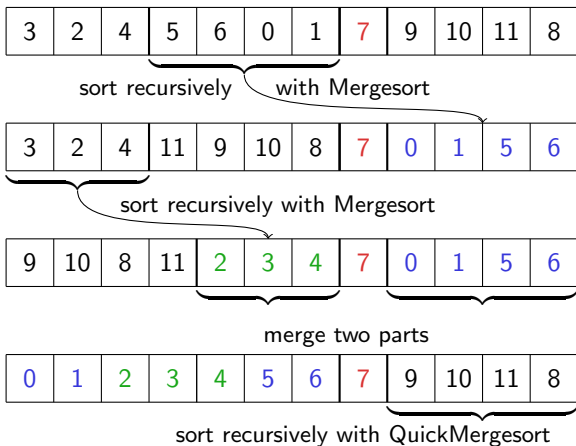 3 2 4 5 6 0 1 7 9 10 11 8
sort recursively with Mergesort
3 2 4 11 9 10 8 7 0 1 5 6
sort recursively with Mergesort
9 10 8 11 2 3 4 7 0 1 5 6
merge two parts
0 1 2 3 4 5 6 7 9 10 11 8
sort recursively with QuickMergesort